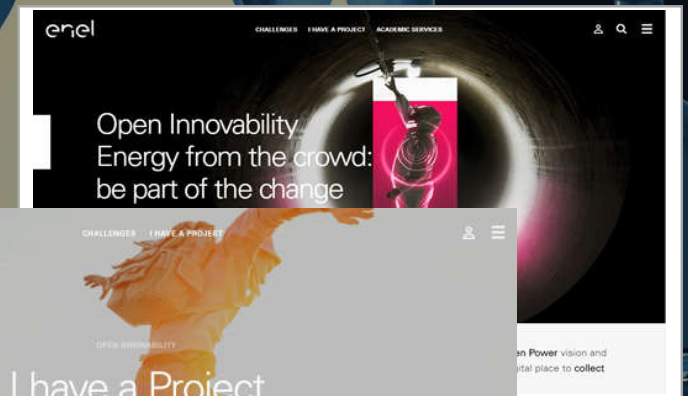 enel
CHALLENGES I HAVE A PROJECT ACADEMIC SERVICES
Open Innovability
Energy from the crowd:
be part of the change
CHALLENGES I HAVE A PROJECT
OPEN INNOVABILITY
I have a Project
en Power vision and
ital place to collect